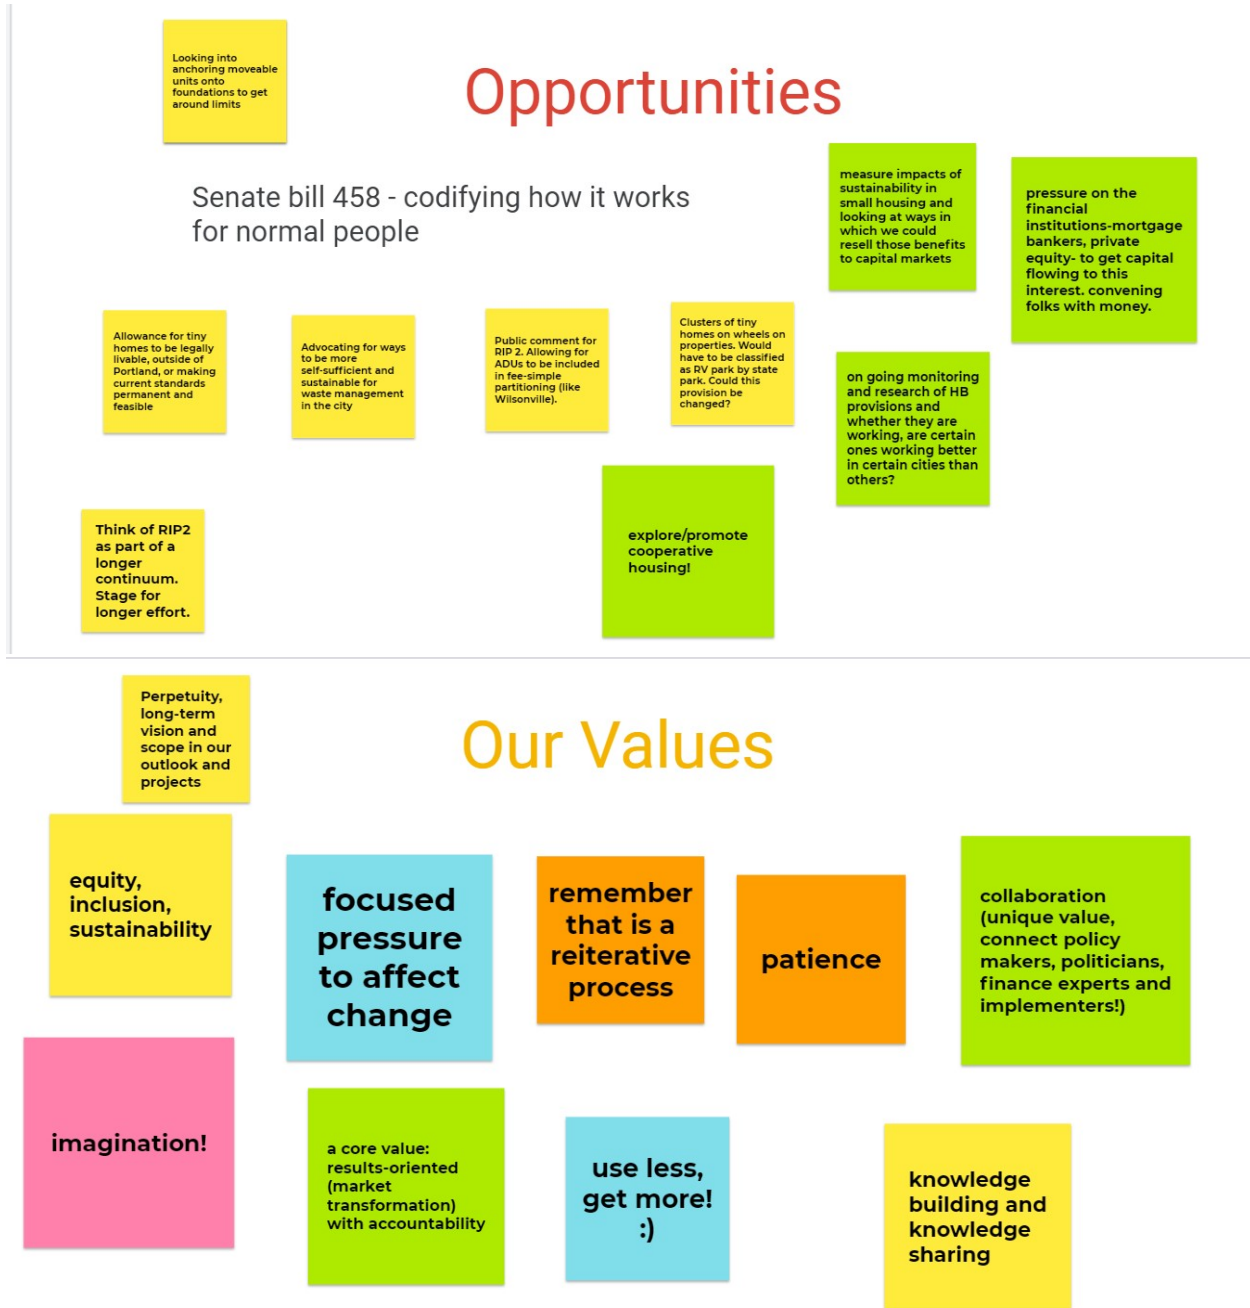 Looking into
anchoring moveable
units onto
foundations to get
around limits
Opportunities
Senate bill 458 - codifying how it works
for normal people
measure impacts of
sustainability in
small housing and
looking at ways in
which we could
resell those benefits
to capital markets
pressure on the
financial
institutions-mortgage
bankers, private
equity- to get capital
flowing to this
interest. convening
folks with money.
Allowance for tiny
homes to be legally
livable, outside of
Portland, or making
current standards
permanent and
feasible
Advocating for ways
to be more
self-sufficient and
sustainable for
waste management
in the city
Public comment for
RIP 2. Allowing for
ADUs to be included
in fee-simple
partitioning (like
Wilsonville).
Clusters of tiny
homes on wheels on
properties. Would
have to be classified
as RV park by state
park. Could this
provision be
changed?
on going monitoring
and research of HB
provisions and
whether they are
working, are certain
ones working better
in certain cities than
others?
Think of RIP2
as part of a
longer
continuum.
Stage for
longer effort.
explore/promote
cooperative
housing!
Perpetuity,
long-term
vision and
scope in our
outlook and
projects
Our Values
equity,
inclusion,
sustainability
focused
pressure
to affect
change
remember
that is a
reiterative
process
patience
collaboration
(unique value,
connect policy
makers, politicians,
finance experts and
implementers!)
imagination!
a core value:
results-oriented
(market
transformation)
with accountability
use less,
get more!
:)
knowledge
building and
knowledge
sharing